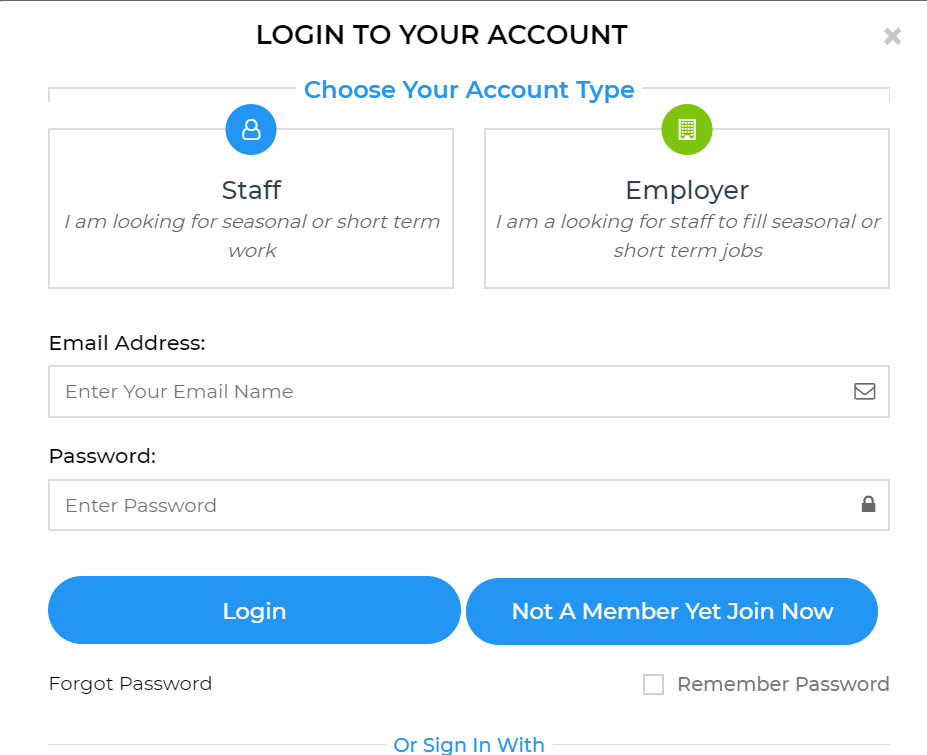 LOGIN TO YOUR ACCOUNT
Choose Your Account Type
Staff
I am looking for seasonal or short term
work
Employer
I am a looking for staff to fill seasonal or
short term jobs
Email Address:
Enter Your Email Name
Password:
Enter Password
Login
Not A Member Yet Join Now
Forgot Password
Remember Password
Or Sign In With